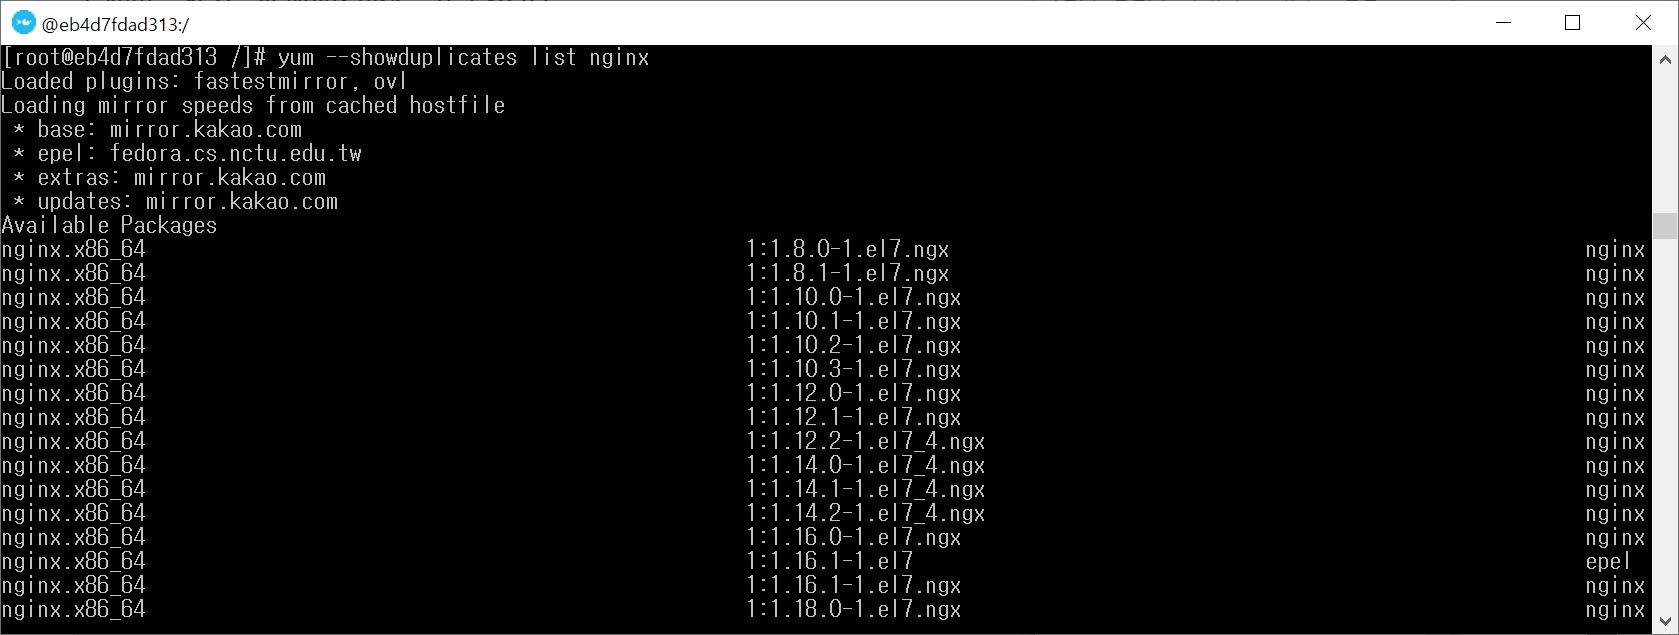 @eb4d7fdad313:/
[root@eb4d7fdad313 /]# yum --showduplicates list nginx
Loaded plugins: fastestmirror, ovl
Loading mirror speeds from cached hostfile
 * base: mirror.kakao.com
 * epel: fedora.cs.nctu.edu.tw
 * extras: mirror.kakao.com
 * updates: mirror.kakao.com
Available Packages
nginx.x86_64 1:1.8.0-1.el7.ngx nginx
nginx.x86_64 1:1.8.1-1.el7.ngx nginx
nginx.x86_64 1:1.10.0-1.el7.ngx nginx
nginx.x86_64 1:1.10.1-1.el7.ngx nginx
nginx.x86_64 1:1.10.2-1.el7.ngx nginx
nginx.x86_64 1:1.10.3-1.el7.ngx nginx
nginx.x86_64 1:1.12.0-1.el7.ngx nginx
nginx.x86_64 1:1.12.1-1.el7.ngx nginx
nginx.x86_64 1:1.12.2-1.el7_4.ngx nginx
nginx.x86_64 1:1.14.0-1.el7_4.ngx nginx
nginx.x86_64 1:1.14.1-1.el7_4.ngx nginx
nginx.x86_64 1:1.14.2-1.el7_4.ngx nginx
nginx.x86_64 1:1.16.0-1.el7.ngx nginx
nginx.x86_64 1:1.16.1-1.el7 epel
nginx.x86_64 1:1.16.1-1.el7.ngx nginx
nginx.x86_64 1:1.18.0-1.el7.ngx nginx